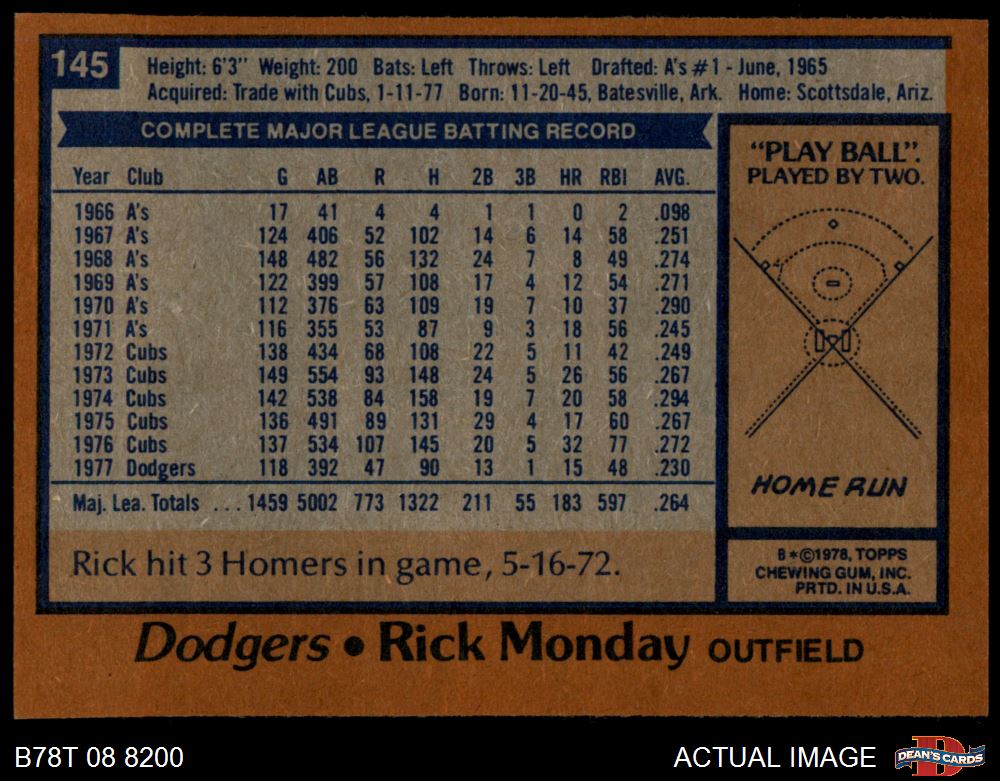 145
Height: 6'3" Weight: 200 Bats: Left Throws: Left Drafted: A's #1 - June, 1965
Acquired: Trade with Cubs, 1-11-77 Born: 11-20-45, Batesville, Ark. Home: Scottsdale, Ariz.
COMPLETE MAJOR LEAGUE BATTING RECORD
Year Club G AB R H 2B 3B HR RBI AVG.
1966 A's 17 41 4 4 1 1 0 2 .098
1967 A's 124 406 52 102 14 6 14 58 .251
1968 A's 148 482 56 132 24 7 8 49 .274
1969 A's 122 399 57 108 17 4 12 54 .271
1970 A's 112 376 63 109 19 7 10 37 .290
1971 A's 116 355 53 87 9 3 18 56 .245
1972 Cubs 138 434 68 108 22 5 11 42 .249
1973 Cubs 149 554 93 148 24 5 26 56 .267
1974 Cubs 142 538 84 158 19 7 20 58 .294
1975 Cubs 136 491 89 131 29 4 17 60 .267
1976 Cubs 137 534 107 145 20 5 32 77 .272
1977 Dodgers 118 392 47 90 13 1 15 48 .230
Maj. Lea. Totals ... 1459 5002 773 1322 211 55 183 597 .264
Rick hit 3 Homers in game, 5-16-72.
"PLAY BALL".
PLAYED BY TWO.
HOME RUN
B*©1978, TOPPS
CHEWING GUM, INC.
PRTD. IN U.S.A.
Dodgers • Rick Monday OUTFIELD
B78T 08 8200
ACTUAL IMAGE
D
DEAN'S CARDS